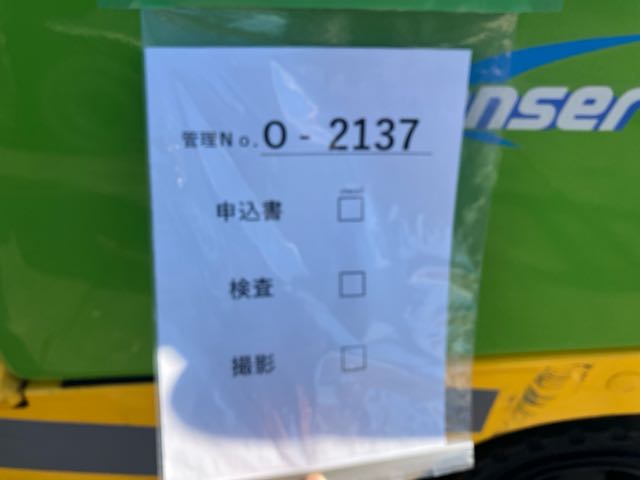 管理No. O - 2137
申込書 □
検査 □
撮影 □
nser